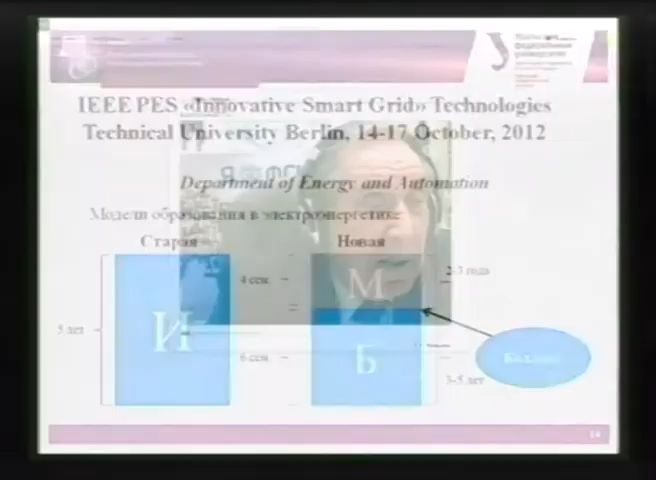 IEEE PES «Innovative Smart Grid» Technologies
Technical University Berlin, 14-17 October, 2012
Department of Energy and Automation
Модели образования в электроэнергетике
Старая
Новая
2-3 года
4 сем.
М
5 лет
И
6 сем.
Б
3-5 лет
14